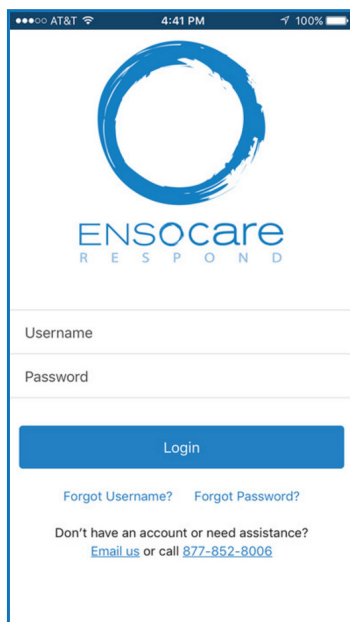 AT&T 4:41 PM 100%
ENSOCare
RESPOND
Username
Password
Login
Forgot Username? Forgot Password?
Don't have an account or need assistance?
Email us or call 877-852-8006